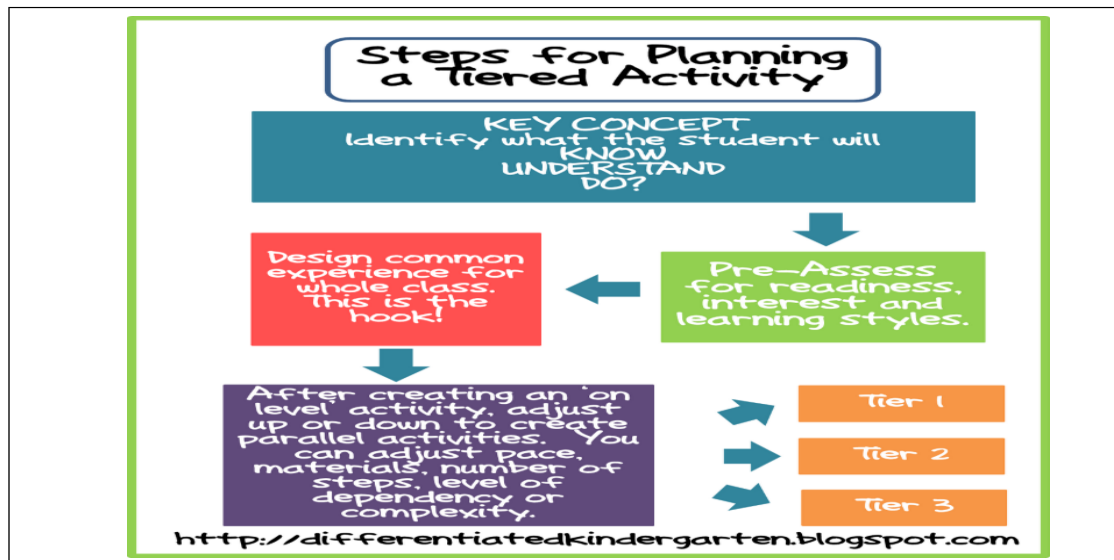 Steps for Planning
a Tiered Activity
KEY CONCEPT
Identify what the student will
KNOW
UNDERSTAND
DO?
Pre-Assess
for readiness,
interest and
learning styles.
Design common
experience for
whole class.
This is the
hook!
After creating an 'on
level' activity, adjust
up or down to create
parallel activities. You
can adjust pace,
materials, number of
steps, level of
dependency or
complexity.
Tier 1
Tier 2
Tier 3
http://differentiatedkindergarten.blogspot.com